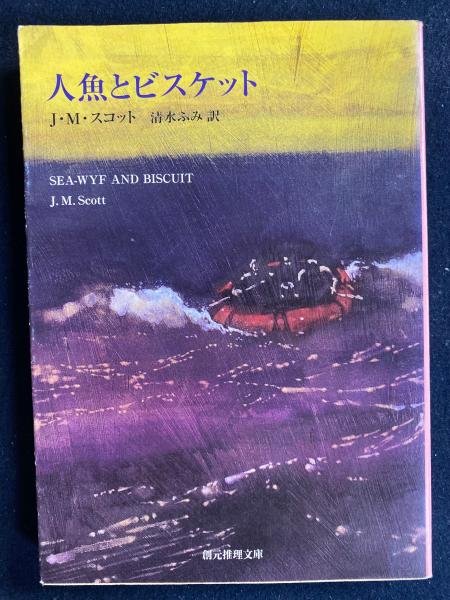 人魚とビスケット
J・M・スコット 清水ふみ 訳
SEA-WYF AND BISCUIT
J. M. Scott
創元推理文庫